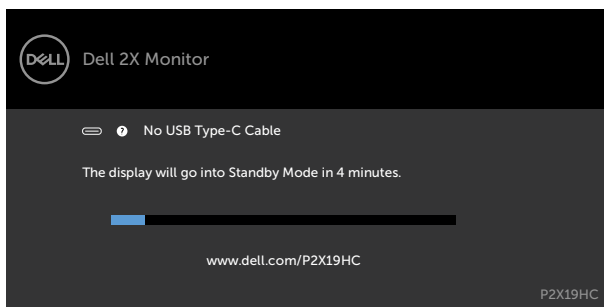 DELL
Dell 2X Monitor
? No USB Type-C Cable
The display will go into Standby Mode in 4 minutes.
www.dell.com/P2X19HC
P2X19HC